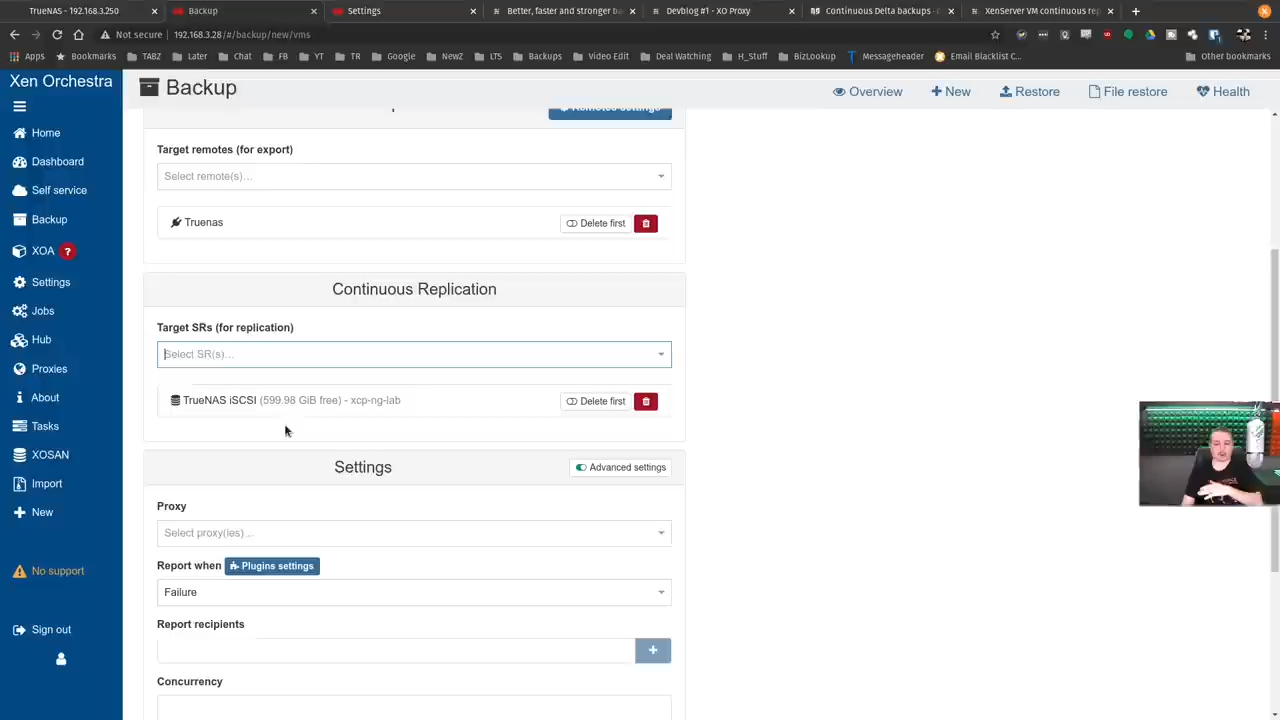 TrueNAS - 192.168.3.250
Backup
Settings
Better, faster and stronger ba
Devblog #1 - XO Proxy
Continuous Delta backups -
XenServer VM continuous rep
Not secure
192.168.3.28/#/backup/new/vms
Apps
Bookmarks
TABZ
Later
Chat
FB
YT
TR
Google
NewZ
LTS
Backups
Video Edit
Deal Watching
H_Stuff
BizLookup
Messageheader
Email Blacklist C...
Other bookmarks
Xen Orchestra
Backup
Overview
New
Restore
File restore
Health
Home
Dashboard
Self service
Backup
XOA ?
Settings
Jobs
Hub
Proxies
About
Tasks
XOSAN
Import
New
No support
Sign out
Remotes settings
Target remotes (for export)
Select remote(s)...
Truenas
Delete first
Continuous Replication
Target SRs (for replication)
Select SR(s)...
TrueNAS iSCSI (599.98 GiB free) - xcp-ng-lab
Delete first
Settings
Advanced settings
Proxy
Select proxy(ies)...
Report when
Plugins settings
Failure
Report recipients
Concurrency